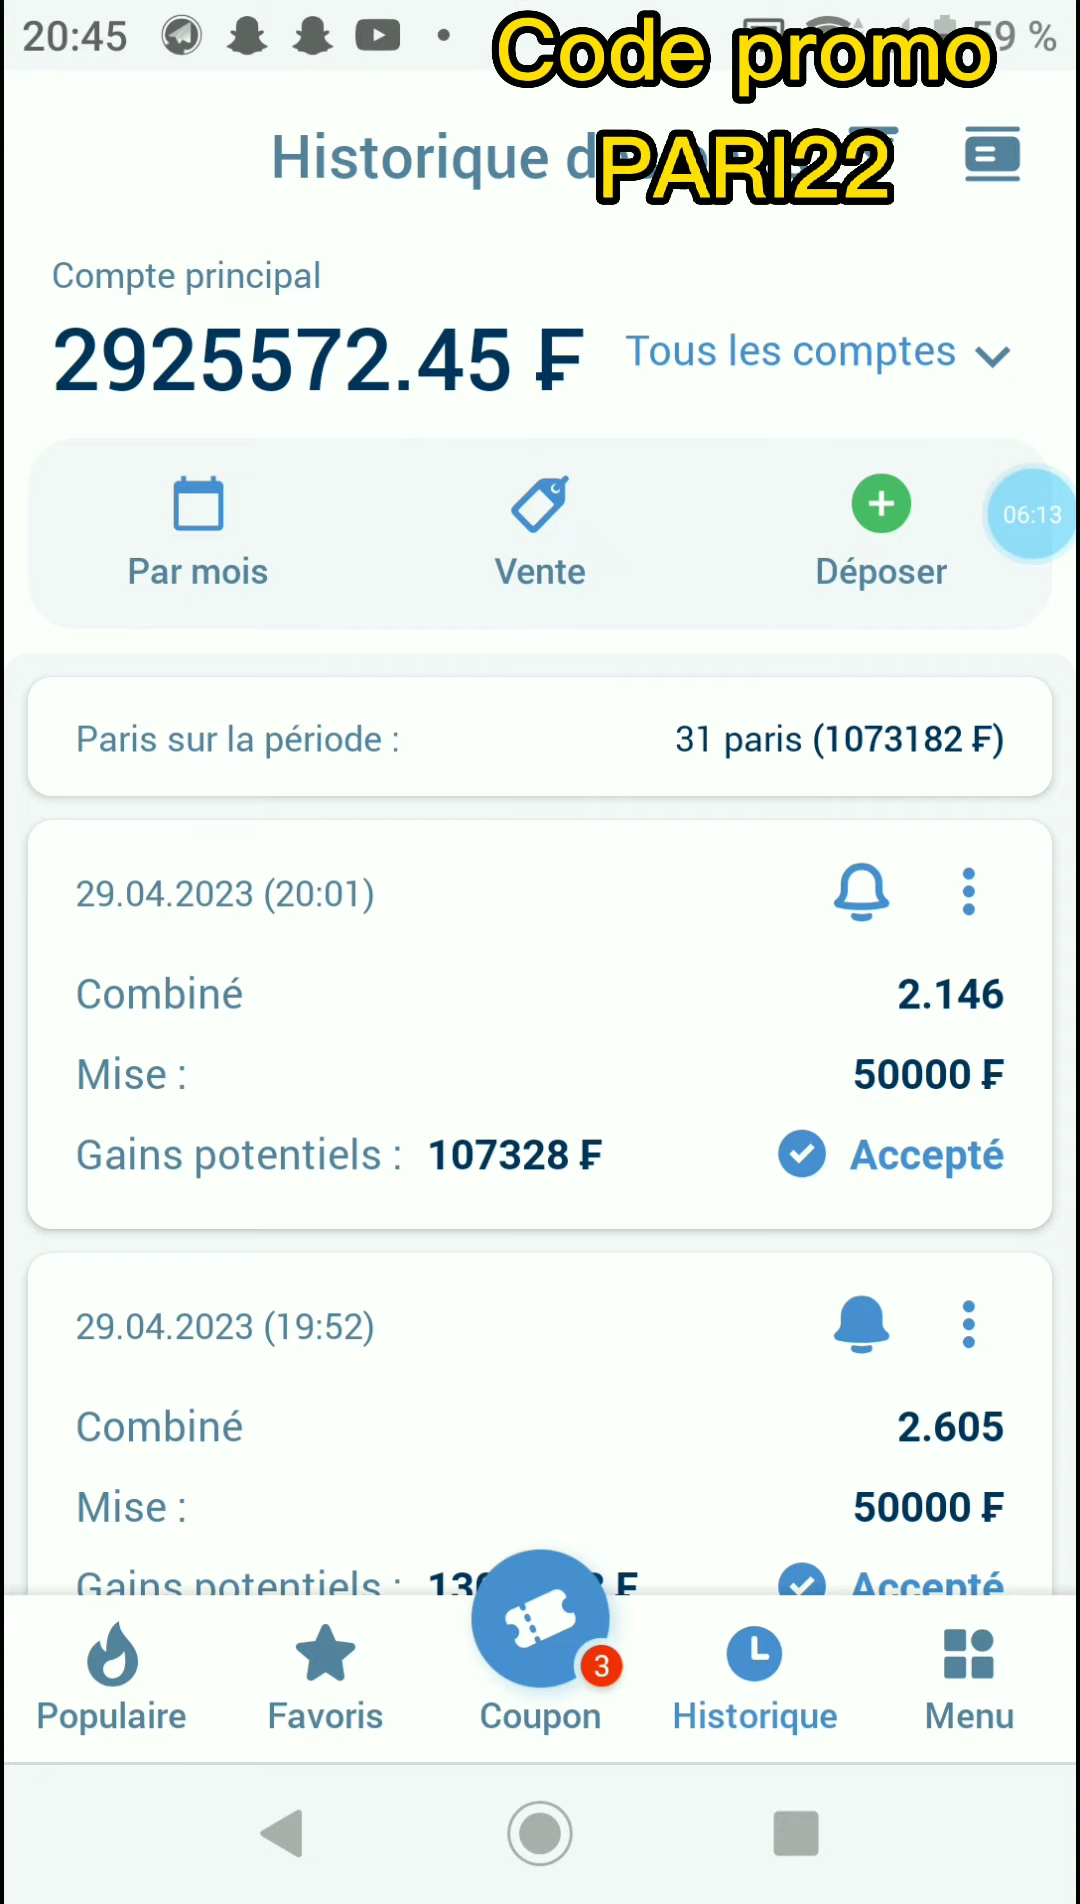 20:45
59 %
Code promo
PARI22
Historique d
Compte principal
2925572.45 ₣
Tous les comptes
Par mois
Vente
Déposer
06:13
Paris sur la période :
31 paris (1073182 ₣)
29.04.2023 (20:01)
Combiné
2.146
Mise :
50000 ₣
Gains potentiels : 107328 ₣
Accepté
29.04.2023 (19:52)
Combiné
2.605
Mise :
50000 ₣
Gains potentiels :
Accepté
3
Populaire
Favoris
Coupon
Historique
Menu